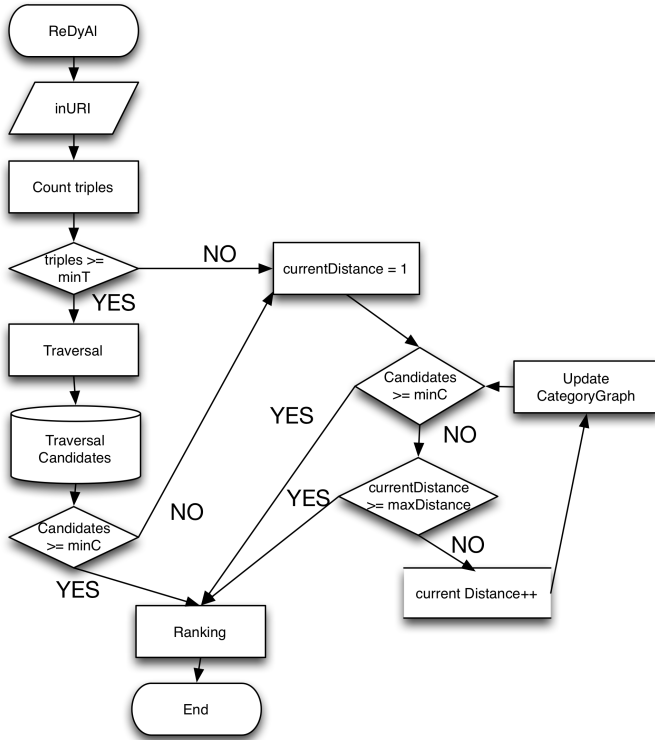 ReDyAl
inURI
Count triples
triples >=
minT
NO
currentDistance = 1
YES
Traversal
Candidates
>= minC
Update
CategoryGraph
YES
NO
Traversal
Candidates
currentDistance
>= maxDistance
YES
NO
Candidates
>= minC
NO
YES
current Distance++
Ranking
End